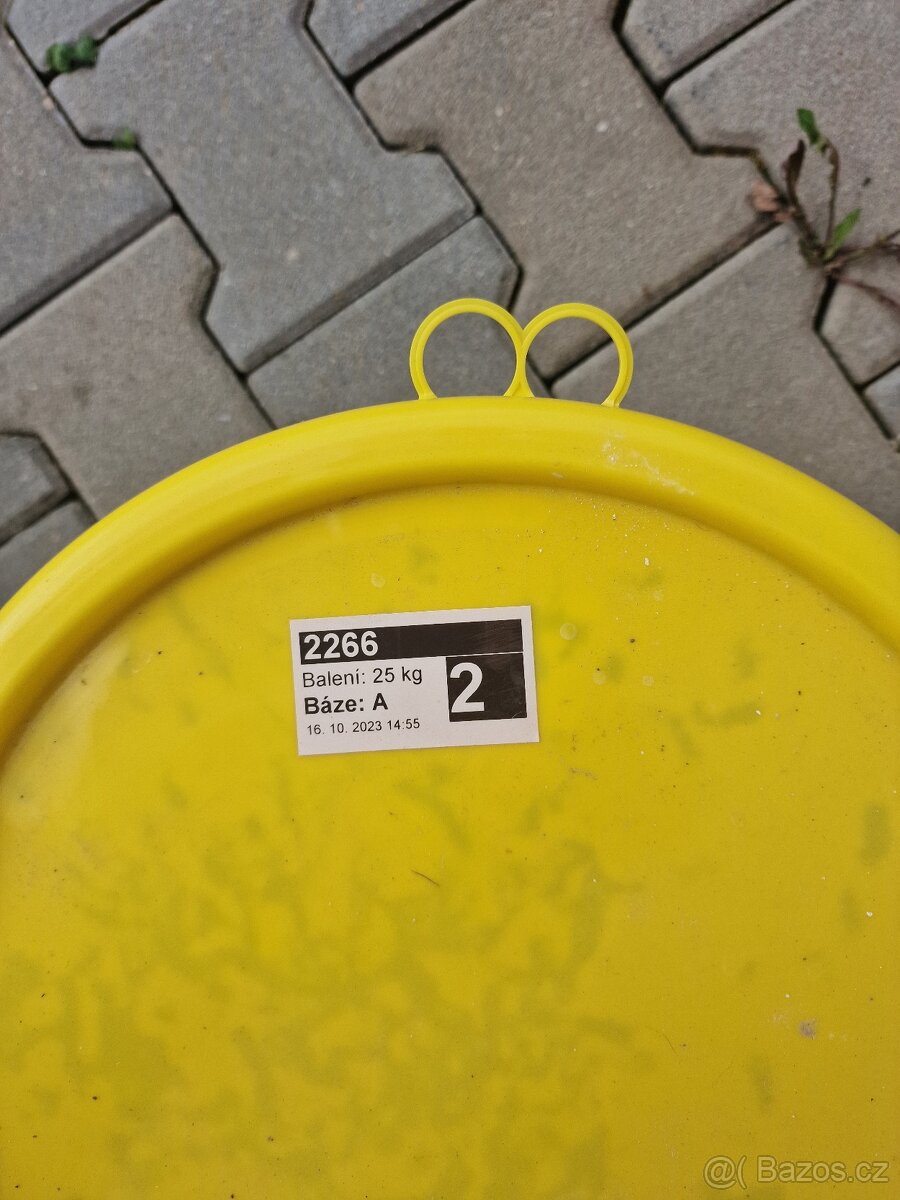 2266
Balení: 25 kg
2
Báze: A
16. 10. 2023 14:55
@( Bazos.cz